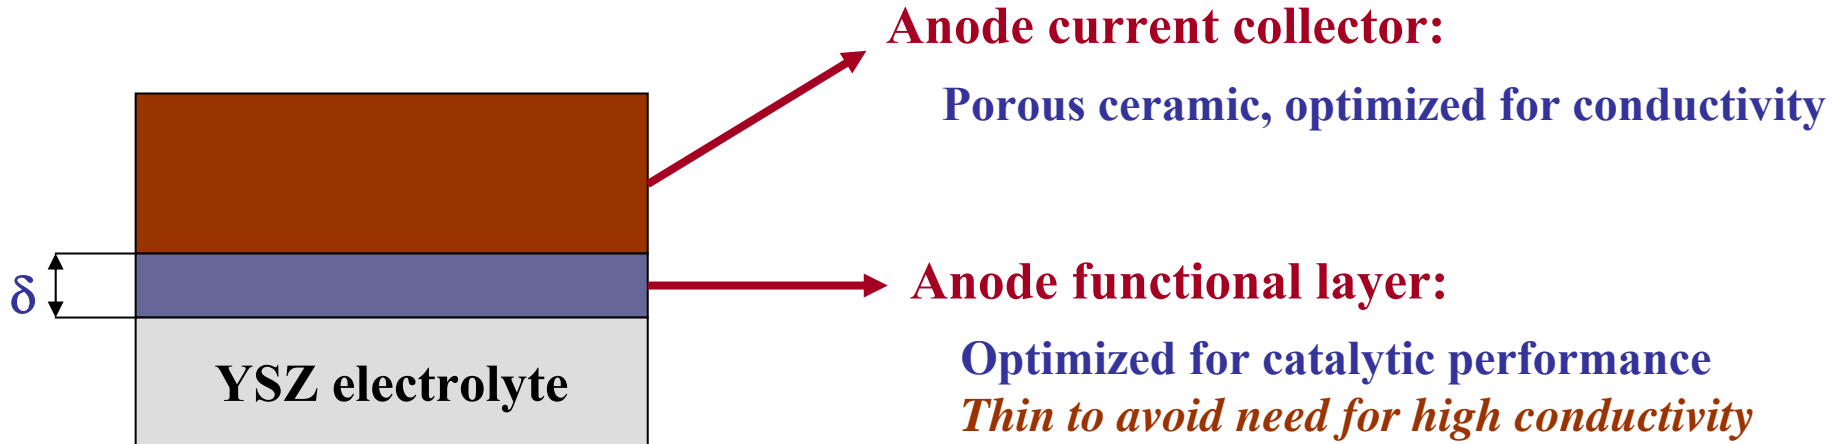 Anode current collector:
Porous ceramic, optimized for conductivity
δ
Anode functional layer:
YSZ electrolyte
Optimized for catalytic performance
Thin to avoid need for high conductivity